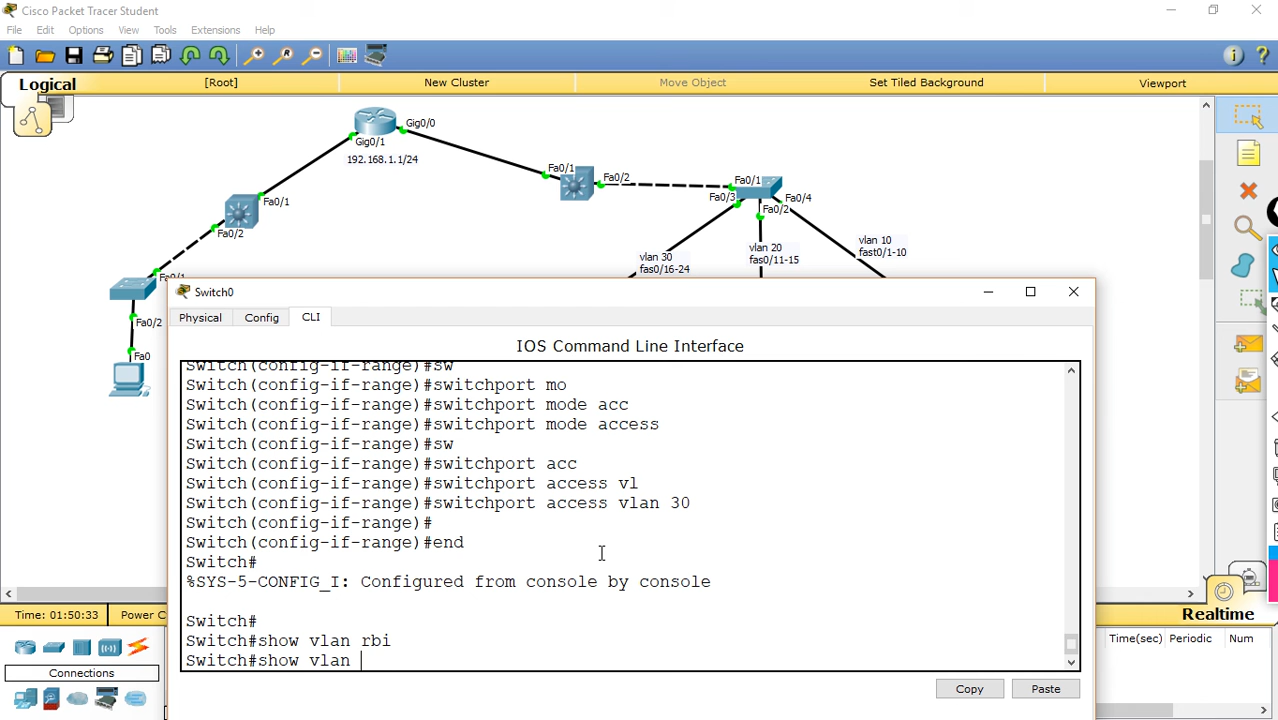 Cisco Packet Tracer Student
File Edit Options View Tools Extensions Help
Logical [Root] New Cluster Move Object Set Tiled Background Viewport
Gig0/0
Gig0/1
192.168.1.1/24
Fa0/1
Fa0/2
Fa0/1
Fa0/3
Fa0/4
Fa0/2
Fa0/1
Fa0/2
vlan 10
fast0/1-10
vlan 20
fas0/11-15
vlan 30
fas0/16-24
Fa0/1
Fa0/2
Fa0
Switch0
Physical Config CLI
IOS Command Line Interface
Switch(config-if-range)#sw
Switch(config-if-range)#switchport mo
Switch(config-if-range)#switchport mode acc
Switch(config-if-range)#switchport mode access
Switch(config-if-range)#sw
Switch(config-if-range)#switchport acc
Switch(config-if-range)#switchport access vl
Switch(config-if-range)#switchport access vlan 30
Switch(config-if-range)#
Switch(config-if-range)#end
Switch#
%SYS-5-CONFIG_I: Configured from console by console
Switch#
Switch#show vlan rbi
Switch#show vlan
Copy Paste
Time: 01:50:33 Power C
Realtime
Time(sec) Periodic Num
Connections